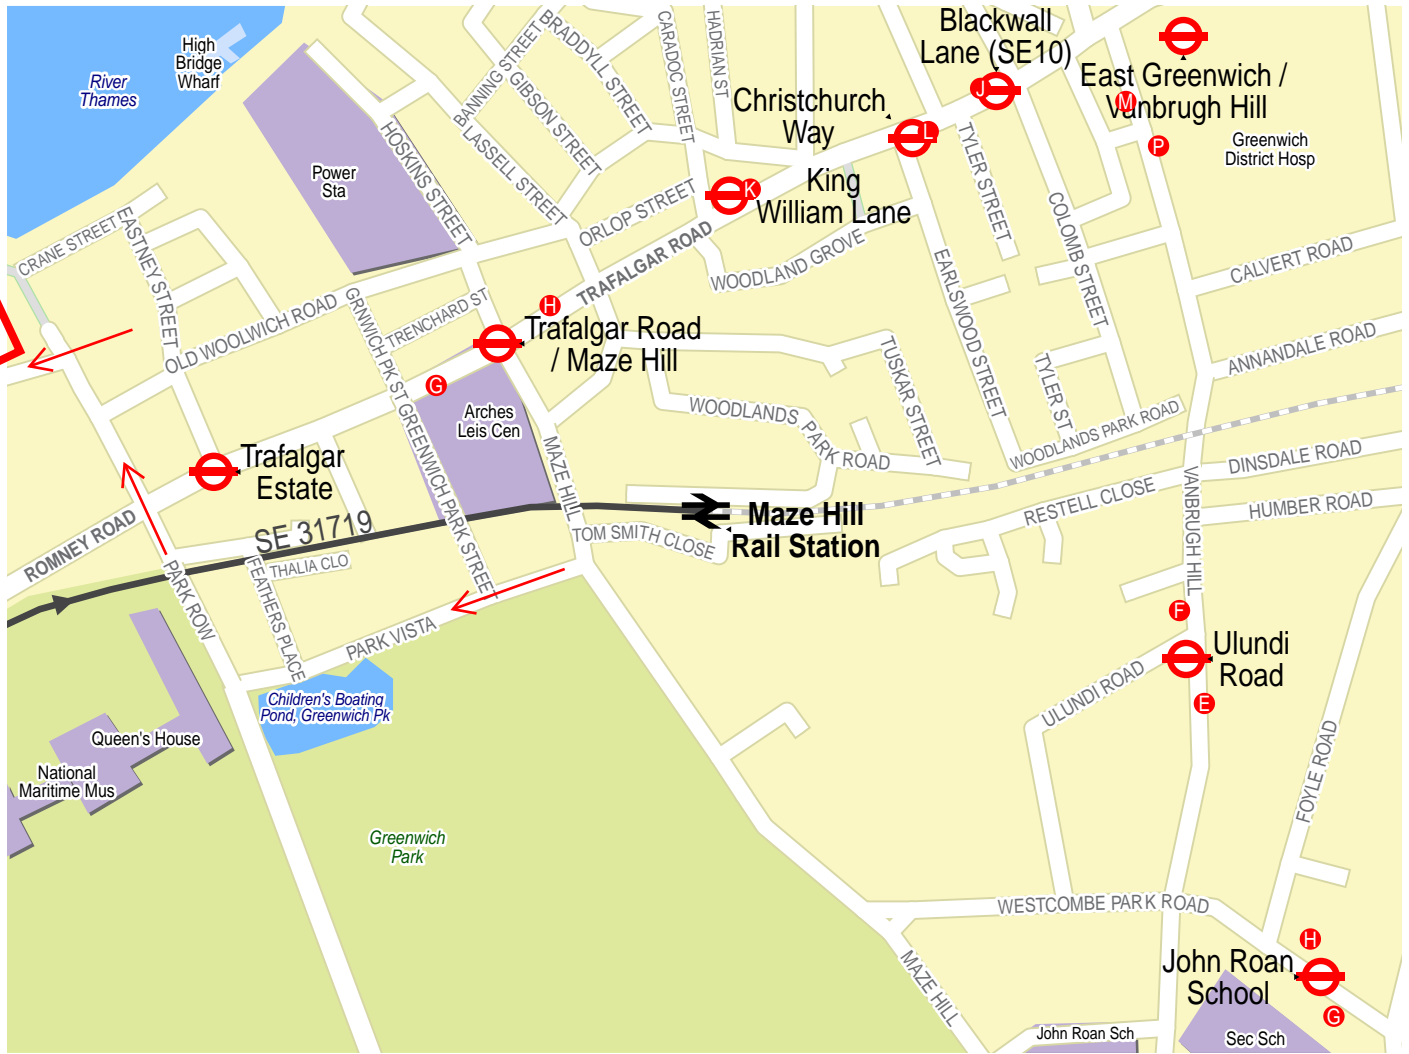 High
Bridge
Wharf
River
Thames
BRADDYLL STREET
CARADOC STREET
HADRIAN ST
BANNING STREET
GIBSON STREET
LASSELL STREET
HOSKINS STREET
Blackwall
Lane (SE10)
J
East Greenwich /
Vanbrugh Hill
M
P
Greenwich
District Hosp
Christchurch
Way
L
TYLER STREET
COLOMB STREET
Power
Sta
K
King
William Lane
ORLOP STREET
TRAFALGAR ROAD
WOODLAND GROVE
EARLSWOOD STREET
CALVERT ROAD
CRANE STREET
EASTNEY STREET
OLD WOOLWICH ROAD
GRNWICH PK ST
TRENCHARD ST
H
Trafalgar Road
/ Maze Hill
G
TUSKAR STREET
TYLER ST
ANNANDALE ROAD
Arches
Leis Cen
GREENWICH PARK STREET
MAZE HILL
WOODLANDS
PARK ROAD
WOODLANDS PARK ROAD
DINSDALE ROAD
HUMBER ROAD
VANBRUGH HILL
RESTELL CLOSE
Trafalgar
Estate
ROMNEY ROAD
SE 31719
THALIA CLO
FEATHERS PLACE
PARK ROW
PARK VISTA
TOM SMITH CLOSE
Maze Hill
Rail Station
F
Ulundi
Road
E
ULUNDI ROAD
FOYLE ROAD
Children's Boating
Pond, Greenwich Pk
Queen's House
National
Maritime Mus
Greenwich
Park
WESTCOMBE PARK ROAD
MAZE HILL
H
John Roan
School
G
John Roan Sch
Sec Sch